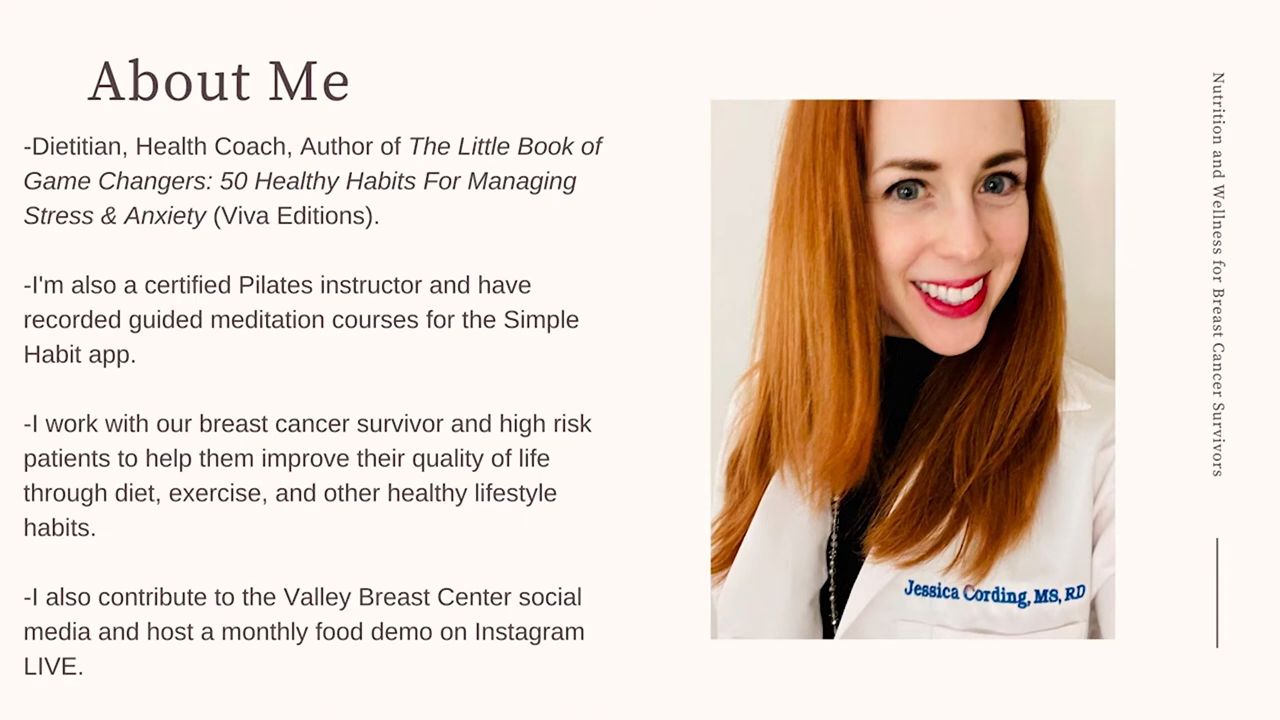 About Me
-Dietitian, Health Coach, Author of The Little Book of
Game Changers: 50 Healthy Habits For Managing
Stress & Anxiety (Viva Editions).
-I'm also a certified Pilates instructor and have
recorded guided meditation courses for the Simple
Habit app.
-I work with our breast cancer survivor and high risk
patients to help them improve their quality of life
through diet, exercise, and other healthy lifestyle
habits.
-I also contribute to the Valley Breast Center social
media and host a monthly food demo on Instagram
LIVE.
Jessica Cording, MS, RD
Nutrition and Wellness for Breast Cancer Survivors